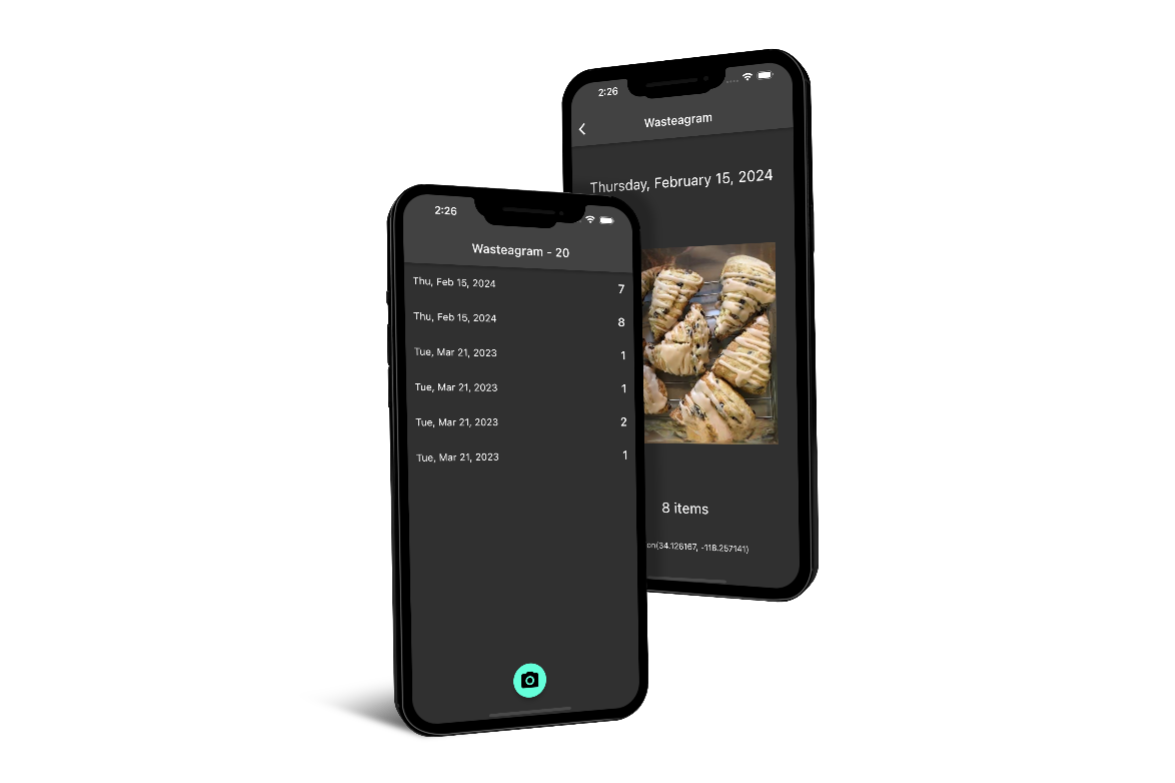 2:26
Wasteagram - 20
Thu, Feb 15, 2024 7
Thu, Feb 15, 2024 8
Tue, Mar 21, 2023 1
Tue, Mar 21, 2023 1
Tue, Mar 21, 2023 2
Tue, Mar 21, 2023 1
2:26
Wasteagram
Thursday, February 15, 2024
8 items
on(34.126167, -118.257141)